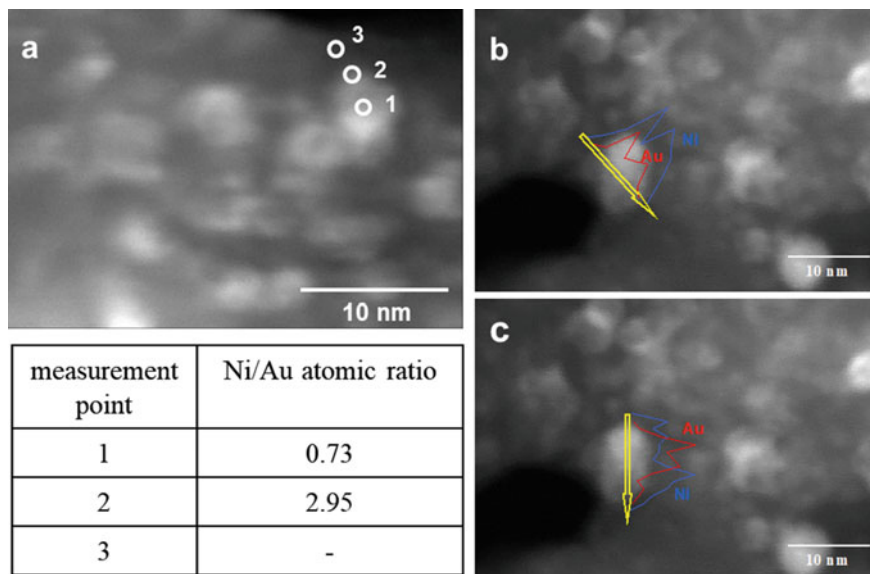 a
3
2
1
10 nm
measurement point
Ni/Au atomic ratio
1
0.73
2
2.95
3
-
b
Ni
Au
10 nm
c
Au
Ni
10 nm